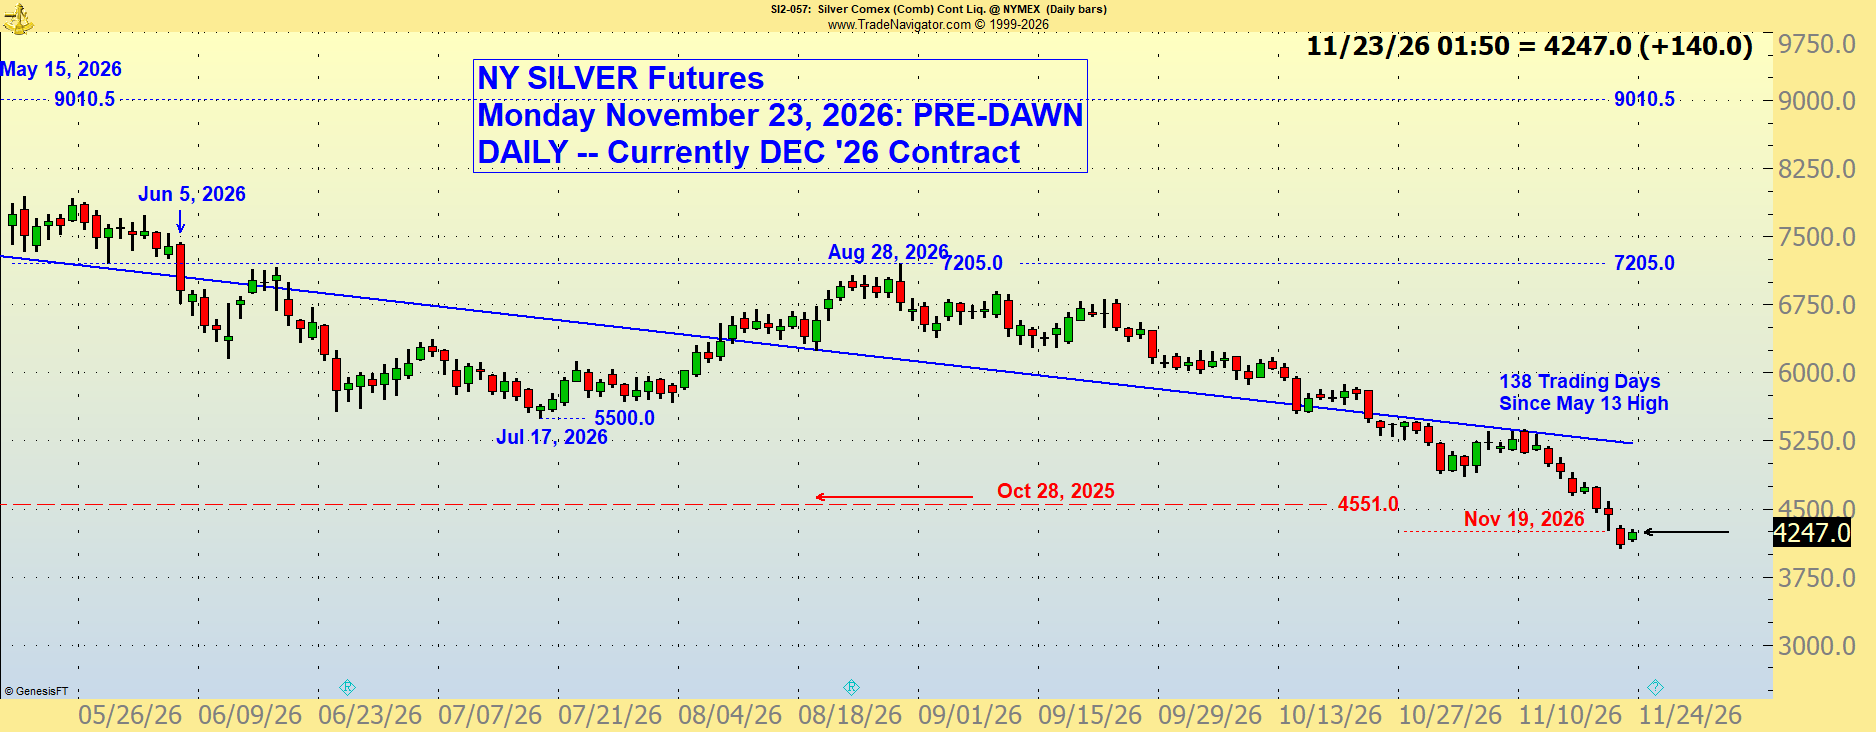 SI2-057: Silver Comex (Comb) Cont Liq. @ NYMEX (Daily bars)
www.TradeNavigator.com © 1999-2026
11/23/26 01:50 = 4247.0 (+140.0)
9750.0
May 15, 2026
NY SILVER Futures
9010.5
9010.5
9000.0
Monday November 23, 2026: PRE-DAWN
DAILY -- Currently DEC '26 Contract
8250.0
Jun 5, 2026
7500.0
Aug 28, 2026
7205.0
7205.0
6750.0
6000.0
138 Trading Days
Since May 13 High
5500.0
Jul 17, 2026
5250.0
Oct 28, 2025
4551.0
4500.0
Nov 19, 2026
4247.0
3750.0
3000.0
R
R
?
© GenesisFT
05/26/26 06/09/26 06/23/26 07/07/26 07/21/26 08/04/26 08/18/26 09/01/26 09/15/26 09/29/26 10/13/26 10/27/26 11/10/26 11/24/26